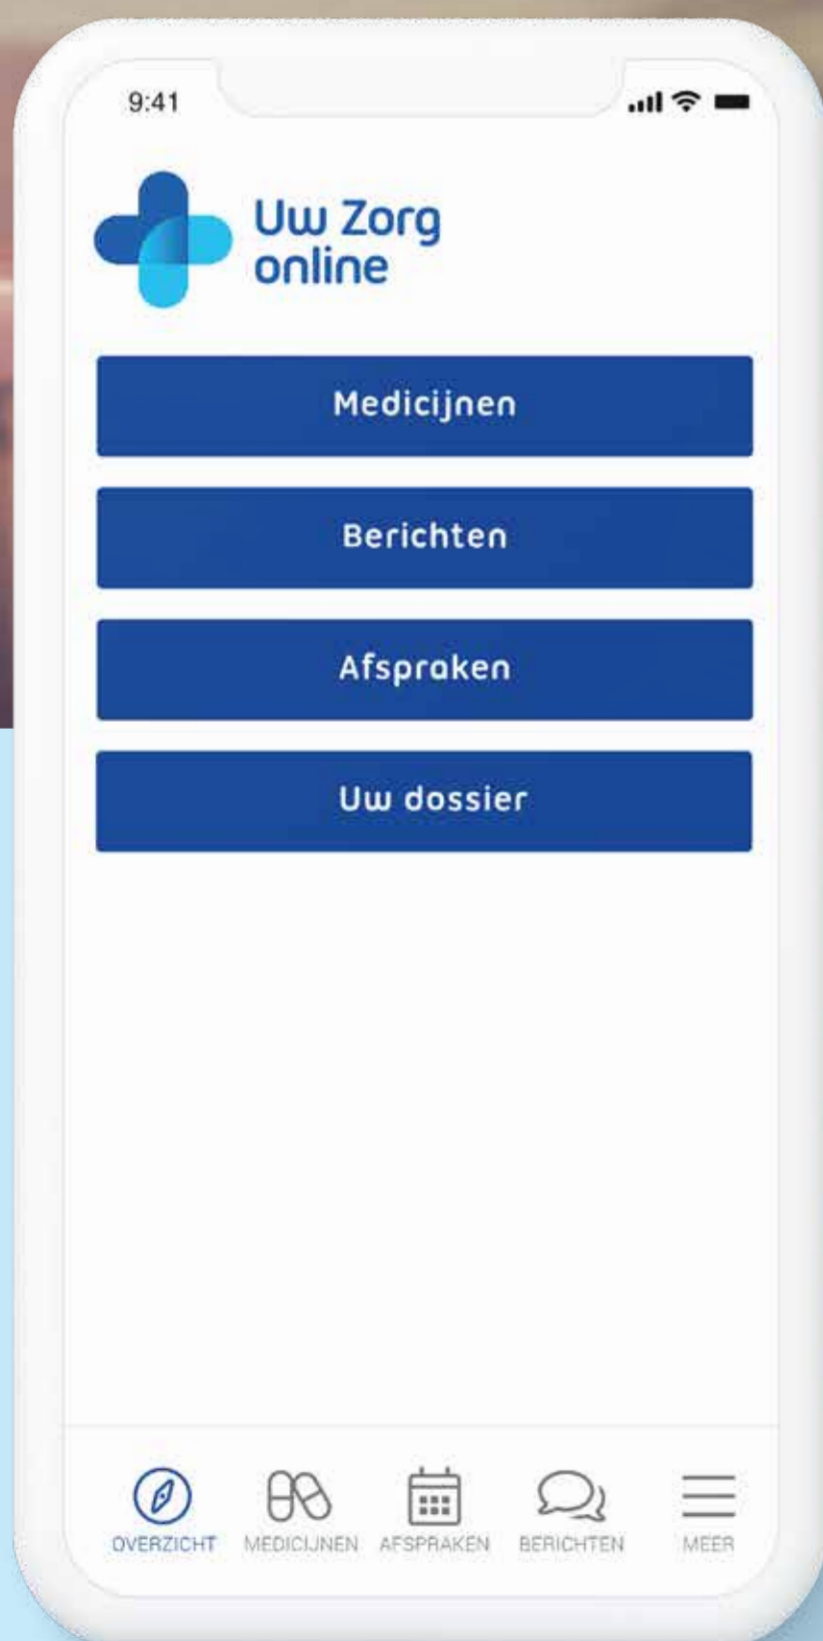 9:41
Uw Zorg
online
Medicijnen
Berichten
Afspraken
Uw dossier
OVERZICHT MEDICIJNEN AFSPRAKEN BERICHTEN MEER